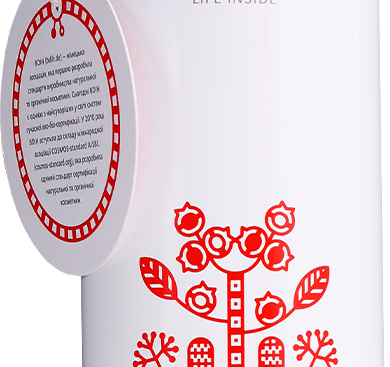 LIFE INSIDE
BDIH (bdih.de) – німецька
асоціація, яка першою розробила
стандарти виробництва натуральної
та органічної косметики. Сьогодні BDIH
є однією з найсуворіших у світі систем
сучасної еко-біо-сертифікації. У 2010 році
BDIH вступила до складу міжнародної
асоціації COSMOS-standard AISBL
(cosmos-standard.org), яка розробила
єдиний стандарт сертифікації
натуральної та органічної
косметики.